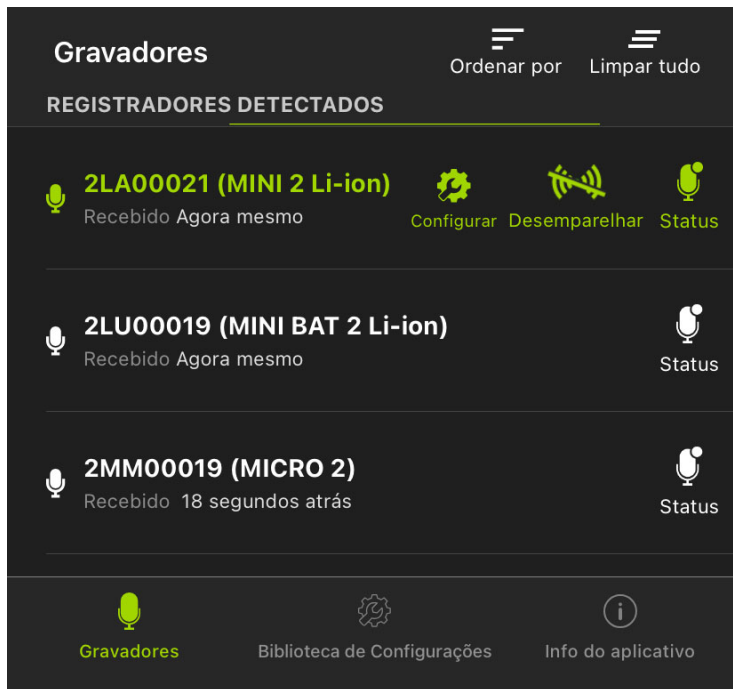 Gravadores
Ordenar por
Limpar tudo
REGISTRADORES DETECTADOS
2LA00021 (MINI 2 Li-ion)
Recebido Agora mesmo
Configurar
Desemparelhar
Status
2LU00019 (MINI BAT 2 Li-ion)
Recebido Agora mesmo
Status
2MM00019 (MICRO 2)
Recebido 18 segundos atrás
Status
Gravadores
Biblioteca de Configurações
Info do aplicativo